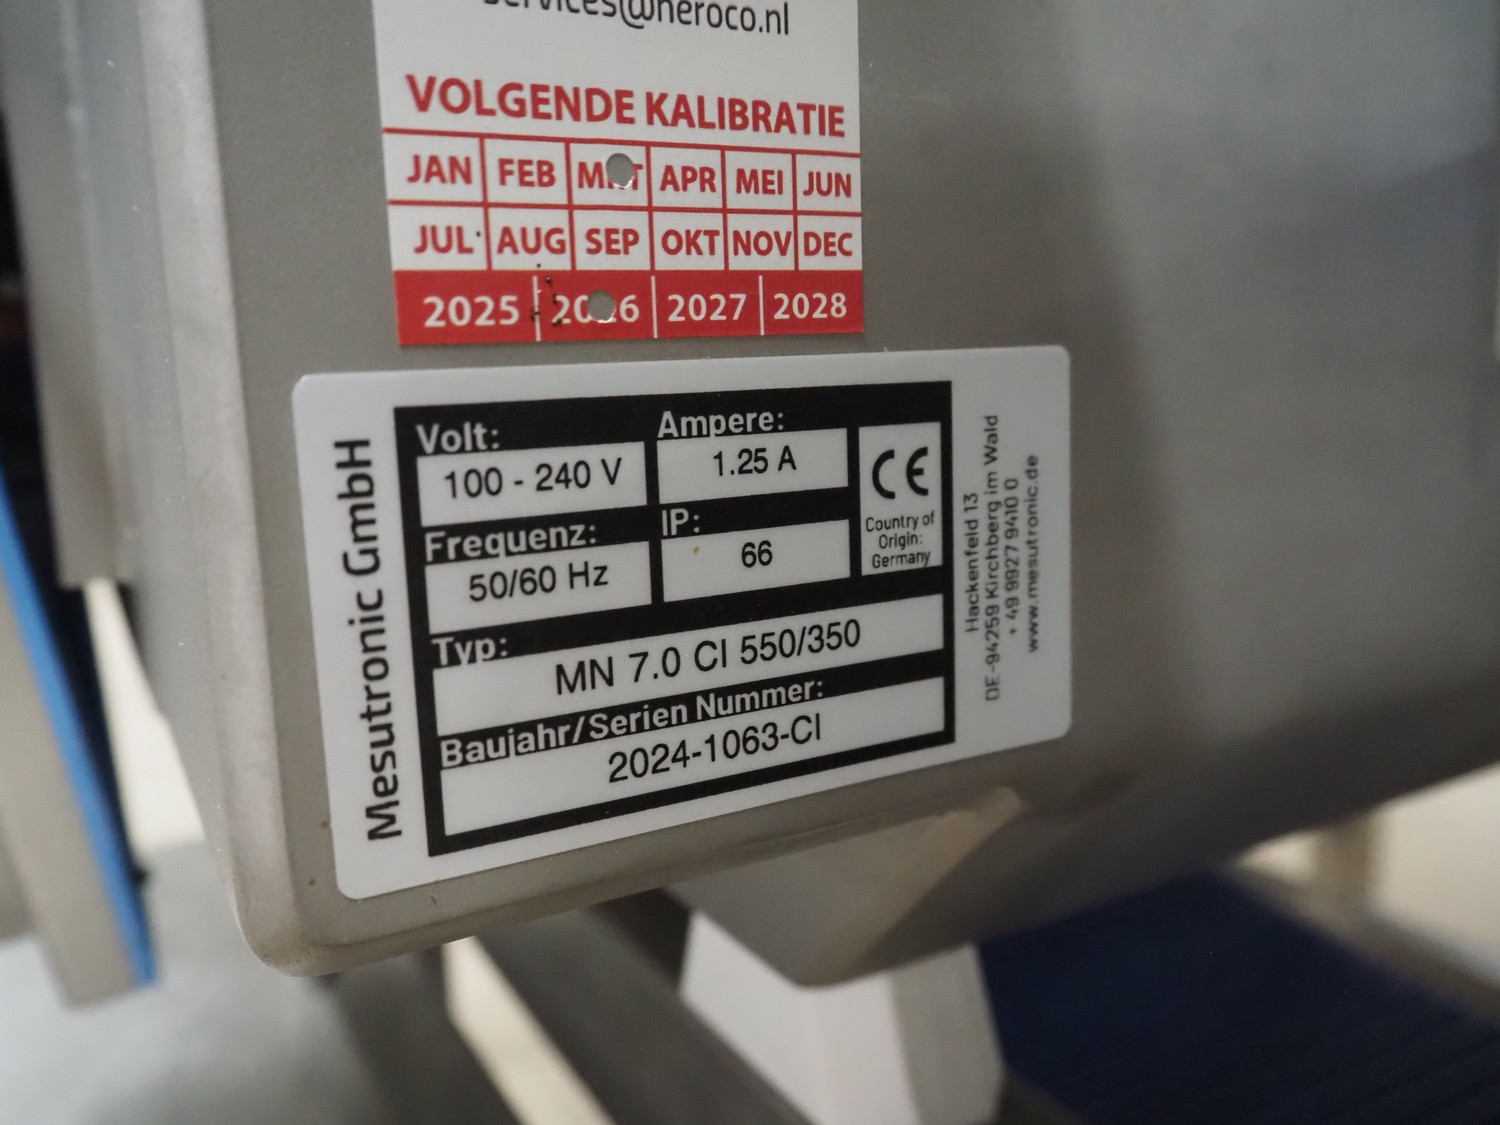 services@heroco.nl
VOLGENDE KALIBRATIE
JAN FEB MRT APR MEI JUN
JUL AUG SEP OKT NOV DEC
2025 2026 2027 2028
Mesutronic GmbH
Volt: Ampere:
100 - 240 V 1.25 A
Frequenz: IP:
50/60 Hz 66
Typ:
MN 7.0 CI 550/350
Baujahr/Serien Nummer:
2024-1063-CI
CE
Country of
Origin:
Germany
Hackenfeld 13
DE-94259 Kirchberg im Wald
+ 49 9927 9410 0
www.mesutronic.de